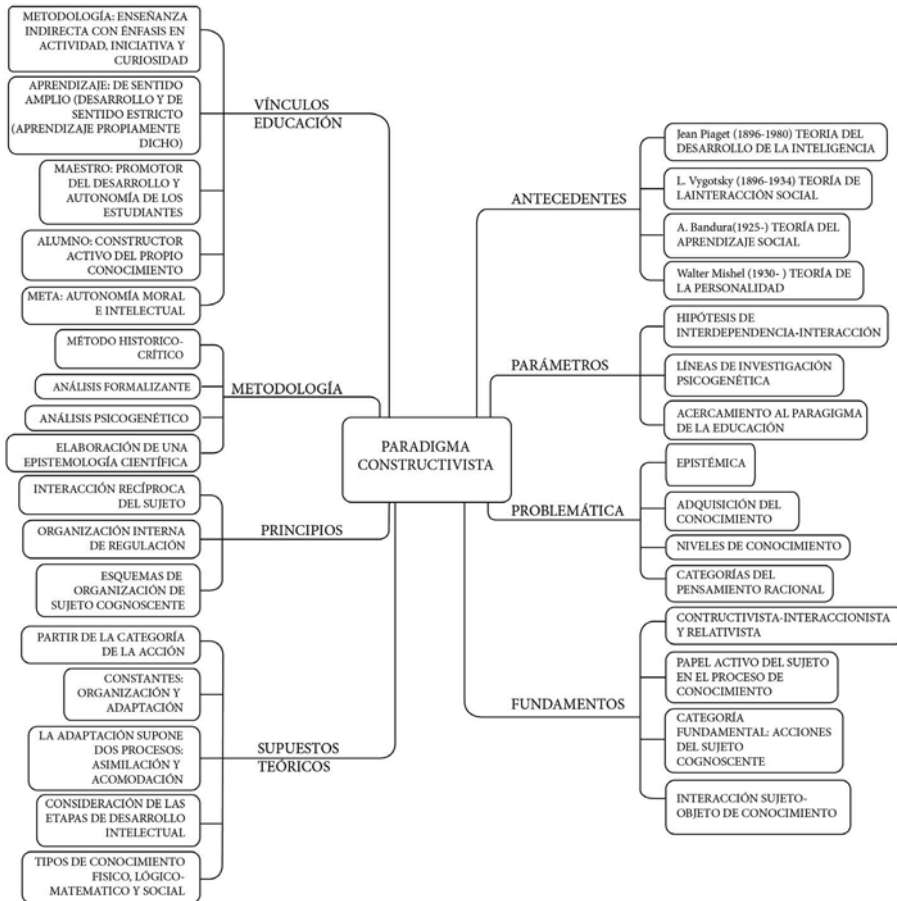 METODOLOGÍA: ENSEÑANZA
INDIRECTA CON ÉNFASIS EN
ACTIVIDAD, INICIATIVA Y
CURIOSIDAD
APRENDIZAJE: DE SENTIDO
AMPLIO (DESARROLLO Y DE
SENTIDO ESTRICTO
(APRENDIZAJE PROPIAMENTE
DICHO)
MAESTRO: PROMOTOR
DEL DESARROLLO Y
AUTONOMÍA DE LOS
ESTUDIANTES
ALUMNO: CONSTRUCTOR
ACTIVO DEL PROPIO
CONOCIMIENTO
META: AUTONOMÍA MORAL
E INTELECTUAL
VÍNCULOS
EDUCACIÓN
MÉTODO HISTORICO-
CRÍTICO
ANÁLISIS FORMALIZANTE
ANÁLISIS PSICOGENÉTICO
ELABORACIÓN DE UNA
EPISTEMOLOGÍA CIENTÍFICA
METODOLOGÍA
INTERACCIÓN RECÍPROCA
DEL SUJETO
ORGANIZACIÓN INTERNA
DE REGULACIÓN
ESQUEMAS DE
ORGANIZACIÓN DE
SUJETO COGNOSCENTE
PRINCIPIOS
PARTIR DE LA CATEGORÍA
DE LA ACCIÓN
CONSTANTES:
ORGANIZACIÓN Y
ADAPTACIÓN
LA ADAPTACIÓN SUPONE
DOS PROCESOS:
ASIMILACIÓN Y
ACOMODACIÓN
CONSIDERACIÓN DE LAS
ETAPAS DE DESARROLLO
INTELECTUAL
TIPOS DE CONOCIMIENTO
FISICO, LÓGICO-
MATEMATICO Y SOCIAL
SUPUESTOS
TEÓRICOS
PARADIGMA
CONSTRUCTIVISTA
ANTECEDENTES
Jean Piaget (1896-1980) TEORIA DEL
DESARROLLO DE LA INTELIGENCIA
L. Vygotsky (1896-1934) TEORÍA DE
LAINTERACCIÓN SOCIAL
A. Bandura(1925-) TEORÍA DEL
APRENDIZAJE SOCIAL
Walter Mishel (1930- ) TEORÍA DE
LA PERSONALIDAD
PARÁMETROS
HIPÓTESIS DE
INTERDEPENDENCIA-INTERACCIÓN
LÍNEAS DE INVESTIGACIÓN
PSICOGENÉTICA
ACERCAMIENTO AL PARAGIGMA
DE LA EDUCACIÓN
PROBLEMÁTICA
EPISTÉMICA
ADQUISICIÓN DEL
CONOCIMIENTO
NIVELES DE CONOCIMIENTO
CATEGORÍAS DEL
PENSAMIENTO RACIONAL
FUNDAMENTOS
CONTRUCTIVISTA-INTERACCIONISTA
Y RELATIVISTA
PAPEL ACTIVO DEL SUJETO
EN EL PROCESO DE
CONOCIMIENTO
CATEGORÍA
FUNDAMENTAL: ACCIONES
DEL SUJETO
COGNOSCENTE
INTERACCIÓN SUJETO-
OBJETO DE CONOCIMIENTO